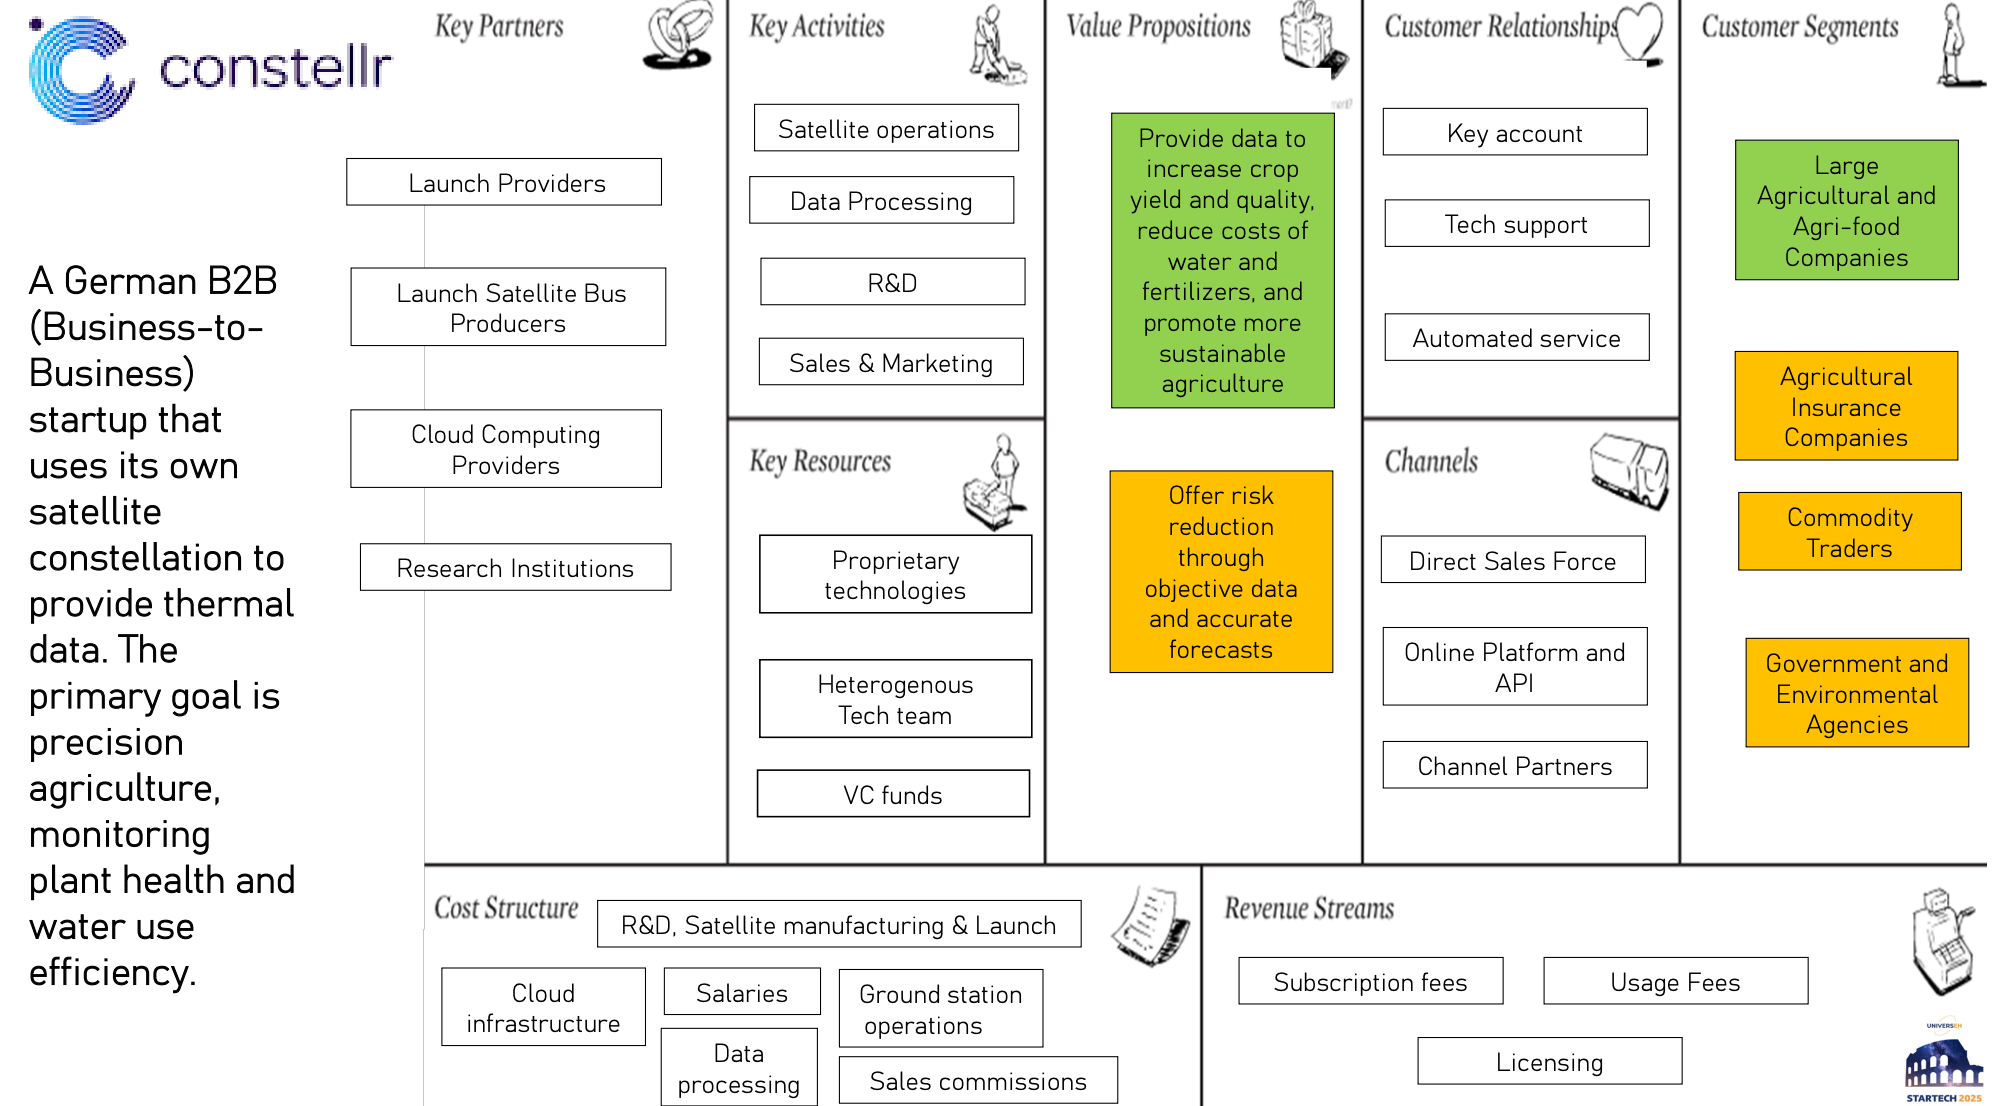 constellr
A German B2B
(Business-to-
Business)
startup that
uses its own
satellite
constellation to
provide thermal
data. The
primary goal is
precision
agriculture,
monitoring
plant health and
water use
efficiency.
Key Partners
Launch Providers
Launch Satellite Bus
Producers
Cloud Computing
Providers
Research Institutions
Key Activities
Satellite operations
Data Processing
R&D
Sales & Marketing
Key Resources
Proprietary
technologies
Heterogenous
Tech team
VC funds
Value Propositions
Provide data to
increase crop
yield and quality,
reduce costs of
water and
fertilizers, and
promote more
sustainable
agriculture
Offer risk
reduction
through
objective data
and accurate
forecasts
Customer Relationships
Key account
Tech support
Automated service
Channels
Direct Sales Force
Online Platform and
API
Channel Partners
Customer Segments
Large
Agricultural and
Agri-food
Companies
Agricultural
Insurance
Companies
Commodity
Traders
Government and
Environmental
Agencies
Cost Structure
R&D, Satellite manufacturing & Launch
Cloud
infrastructure
Salaries
Data
processing
Ground station
operations
Sales commissions
Revenue Streams
Subscription fees
Usage Fees
Licensing
UNIVERSEH
STARTECH 2025